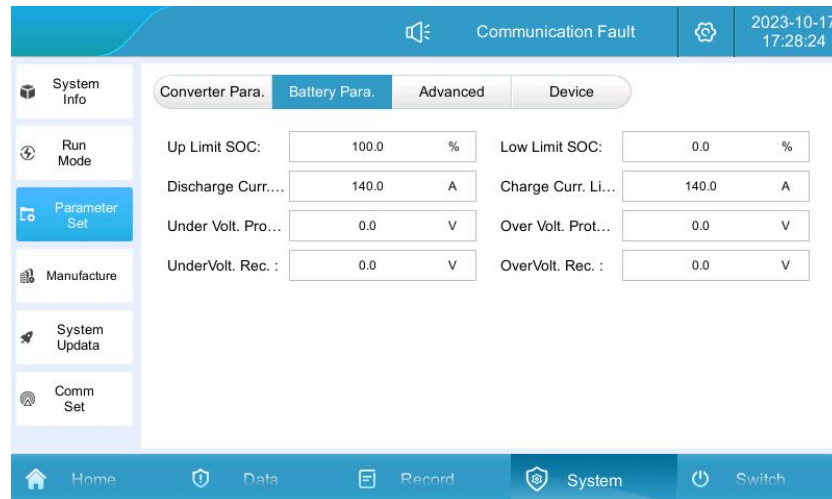 Communication Fault
2023-10-17
17:28:24
System
Info
Run
Mode
Parameter
Set
Manufacture
System
Updata
Comm
Set
Converter Para. Battery Para. Advanced Device
Up Limit SOC: 100.0 % Low Limit SOC: 0.0 %
Discharge Curr.... 140.0 A Charge Curr. Li... 140.0 A
Under Volt. Pro... 0.0 V Over Volt. Prot... 0.0 V
UnderVolt. Rec. : 0.0 V OverVolt. Rec. : 0.0 V
Home Data Record System Switch